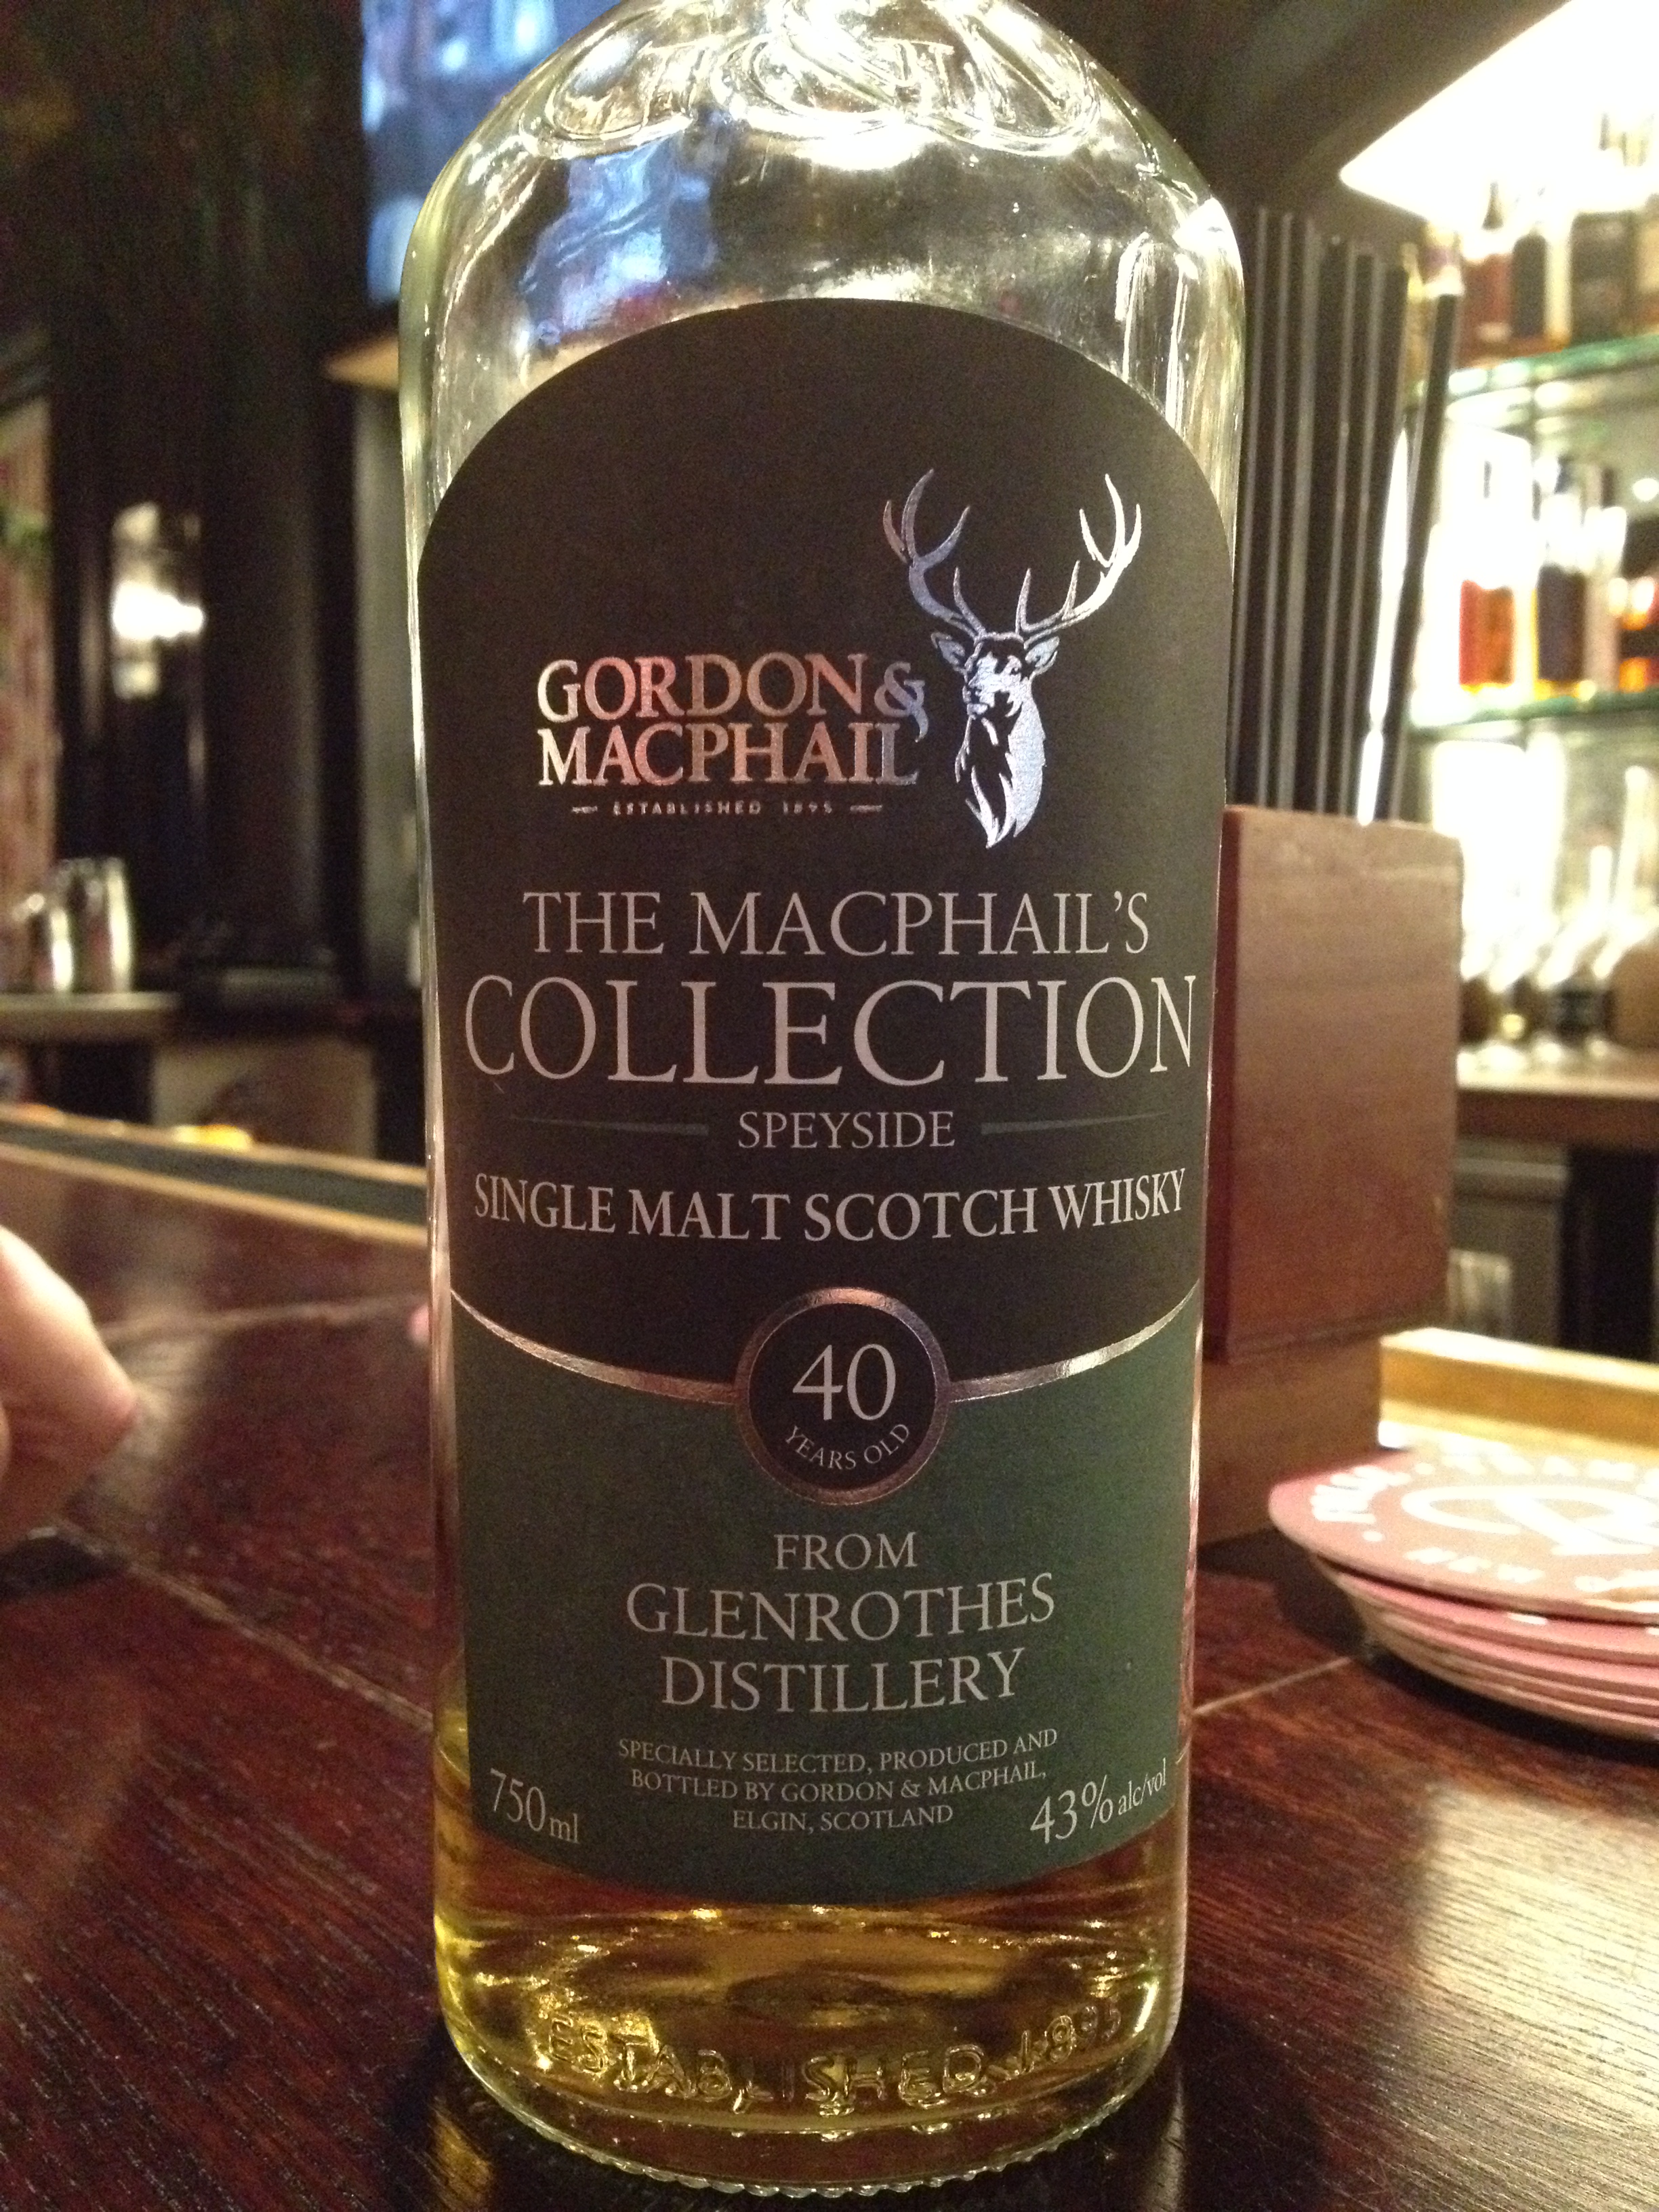 GORDON &
MACPHAIL
ESTABLISHED 1895
THE MACPHAIL'S
COLLECTION
SPEYSIDE
SINGLE MALT SCOTCH WHISKY
40
YEARS OLD
FROM
GLENROTHES
DISTILLERY
SPECIALLY SELECTED, PRODUCED AND
BOTTLED BY GORDON & MACPHAIL,
ELGIN, SCOTLAND
750ml
43% alc/vol
ESTABLISHED 1895